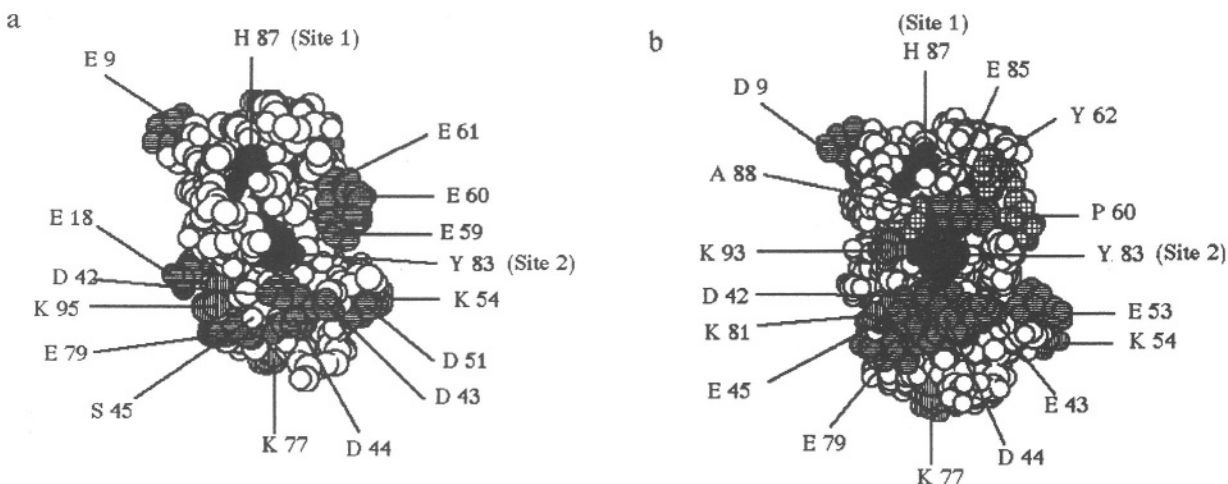 a
H 87 (Site 1)
E 9
E 61
E 60
E 59
E 18
Y 83 (Site 2)
D 42
K 95
K 54
E 79
D 51
S 45
D 43
K 77
D 44
b
(Site 1)
H 87
E 85
D 9
Y 62
A 88
P 60
K 93
Y 83 (Site 2)
D 42
E 53
K 81
K 54
E 45
E 43
E 79
D 44
K 77